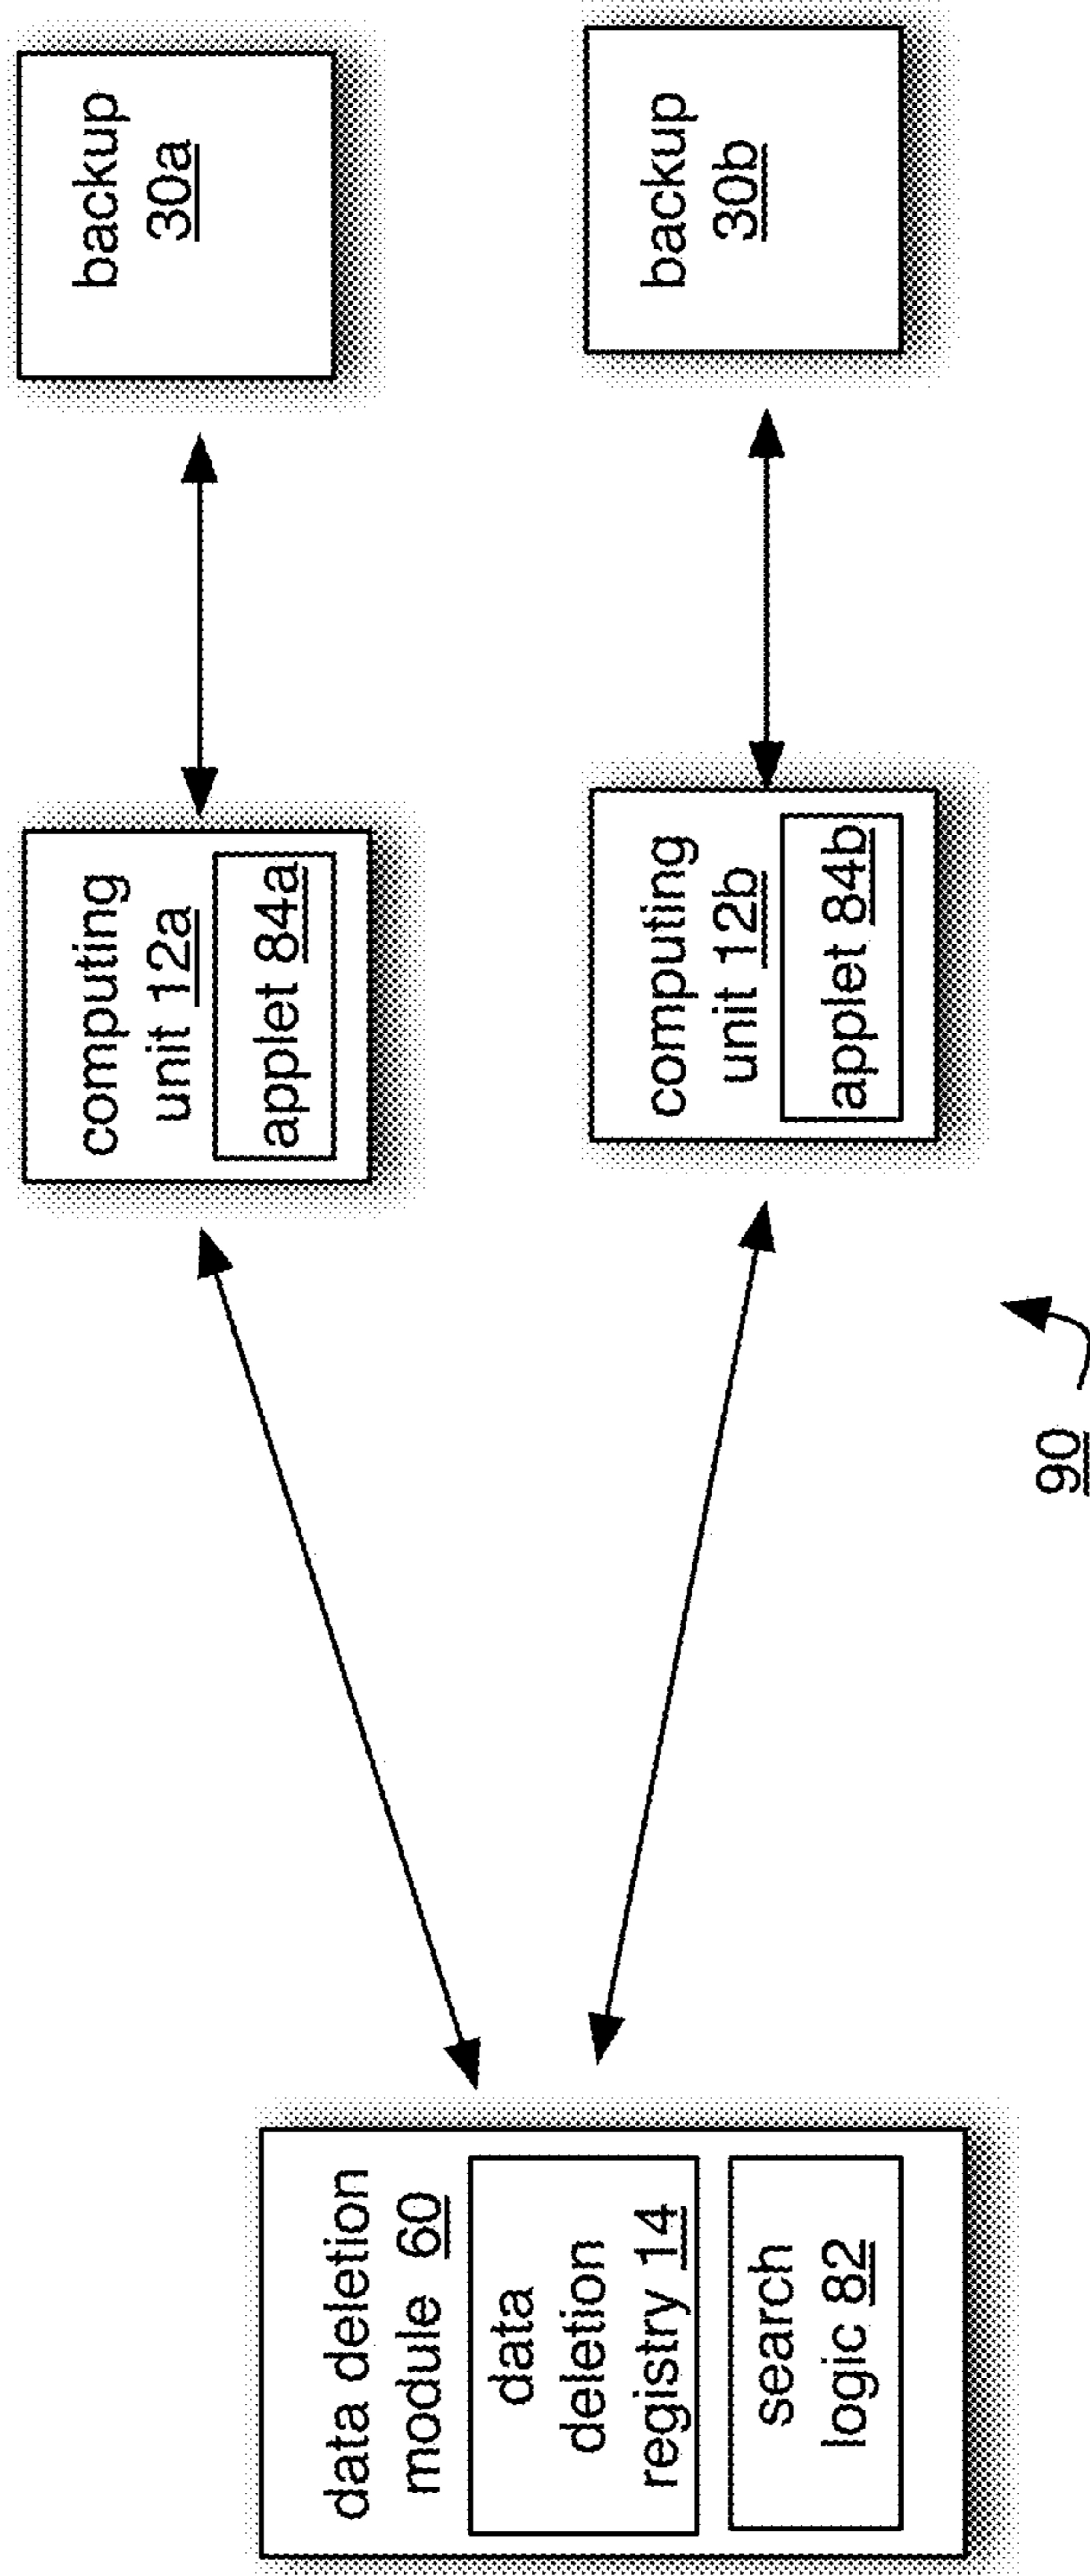 data deletion
module 60
data
deletion
registry 14
search
logic 82
computing
unit 12a
applet 84a
computing
unit 12b
applet 84b
backup
30a
backup
30b
90